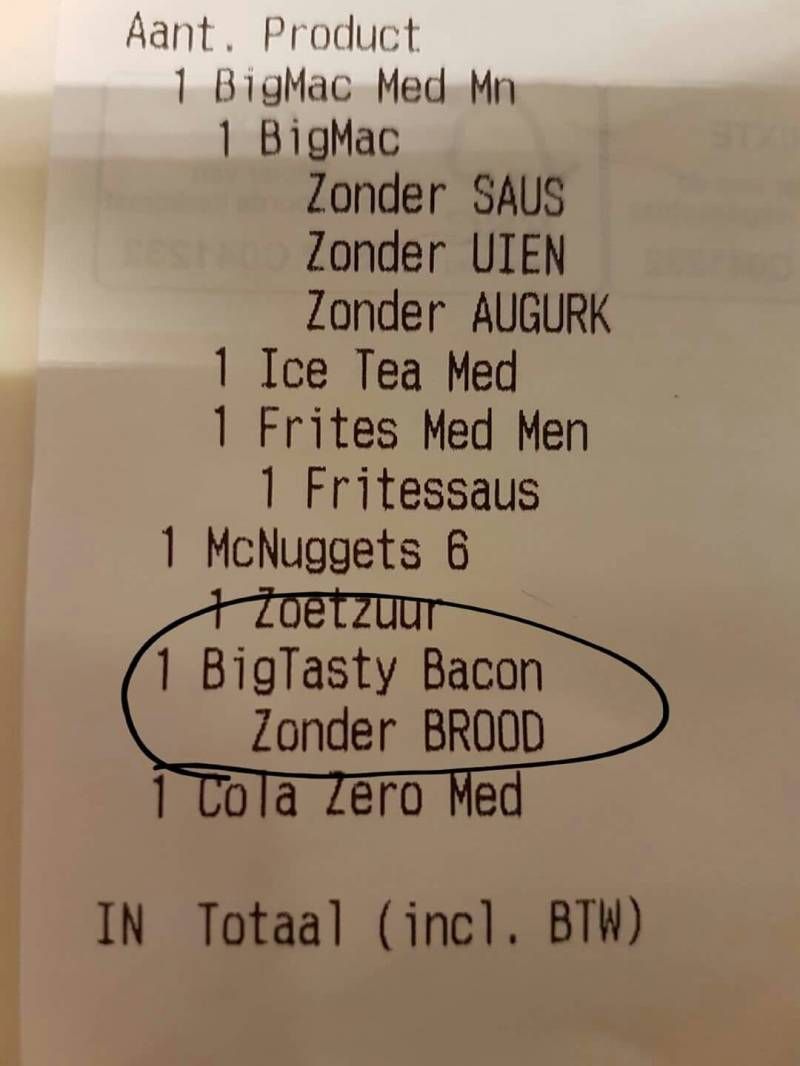 Aant. Product
1 BigMac Med Mn
1 BigMac
Zonder SAUS
Zonder UIEN
Zonder AUGURK
1 Ice Tea Med
1 Frites Med Men
1 Fritessaus
1 McNuggets 6
1 Zoetzuur
1 BigTasty Bacon
Zonder BROOD
1 Cola Zero Med
IN Totaal (incl. BTW)